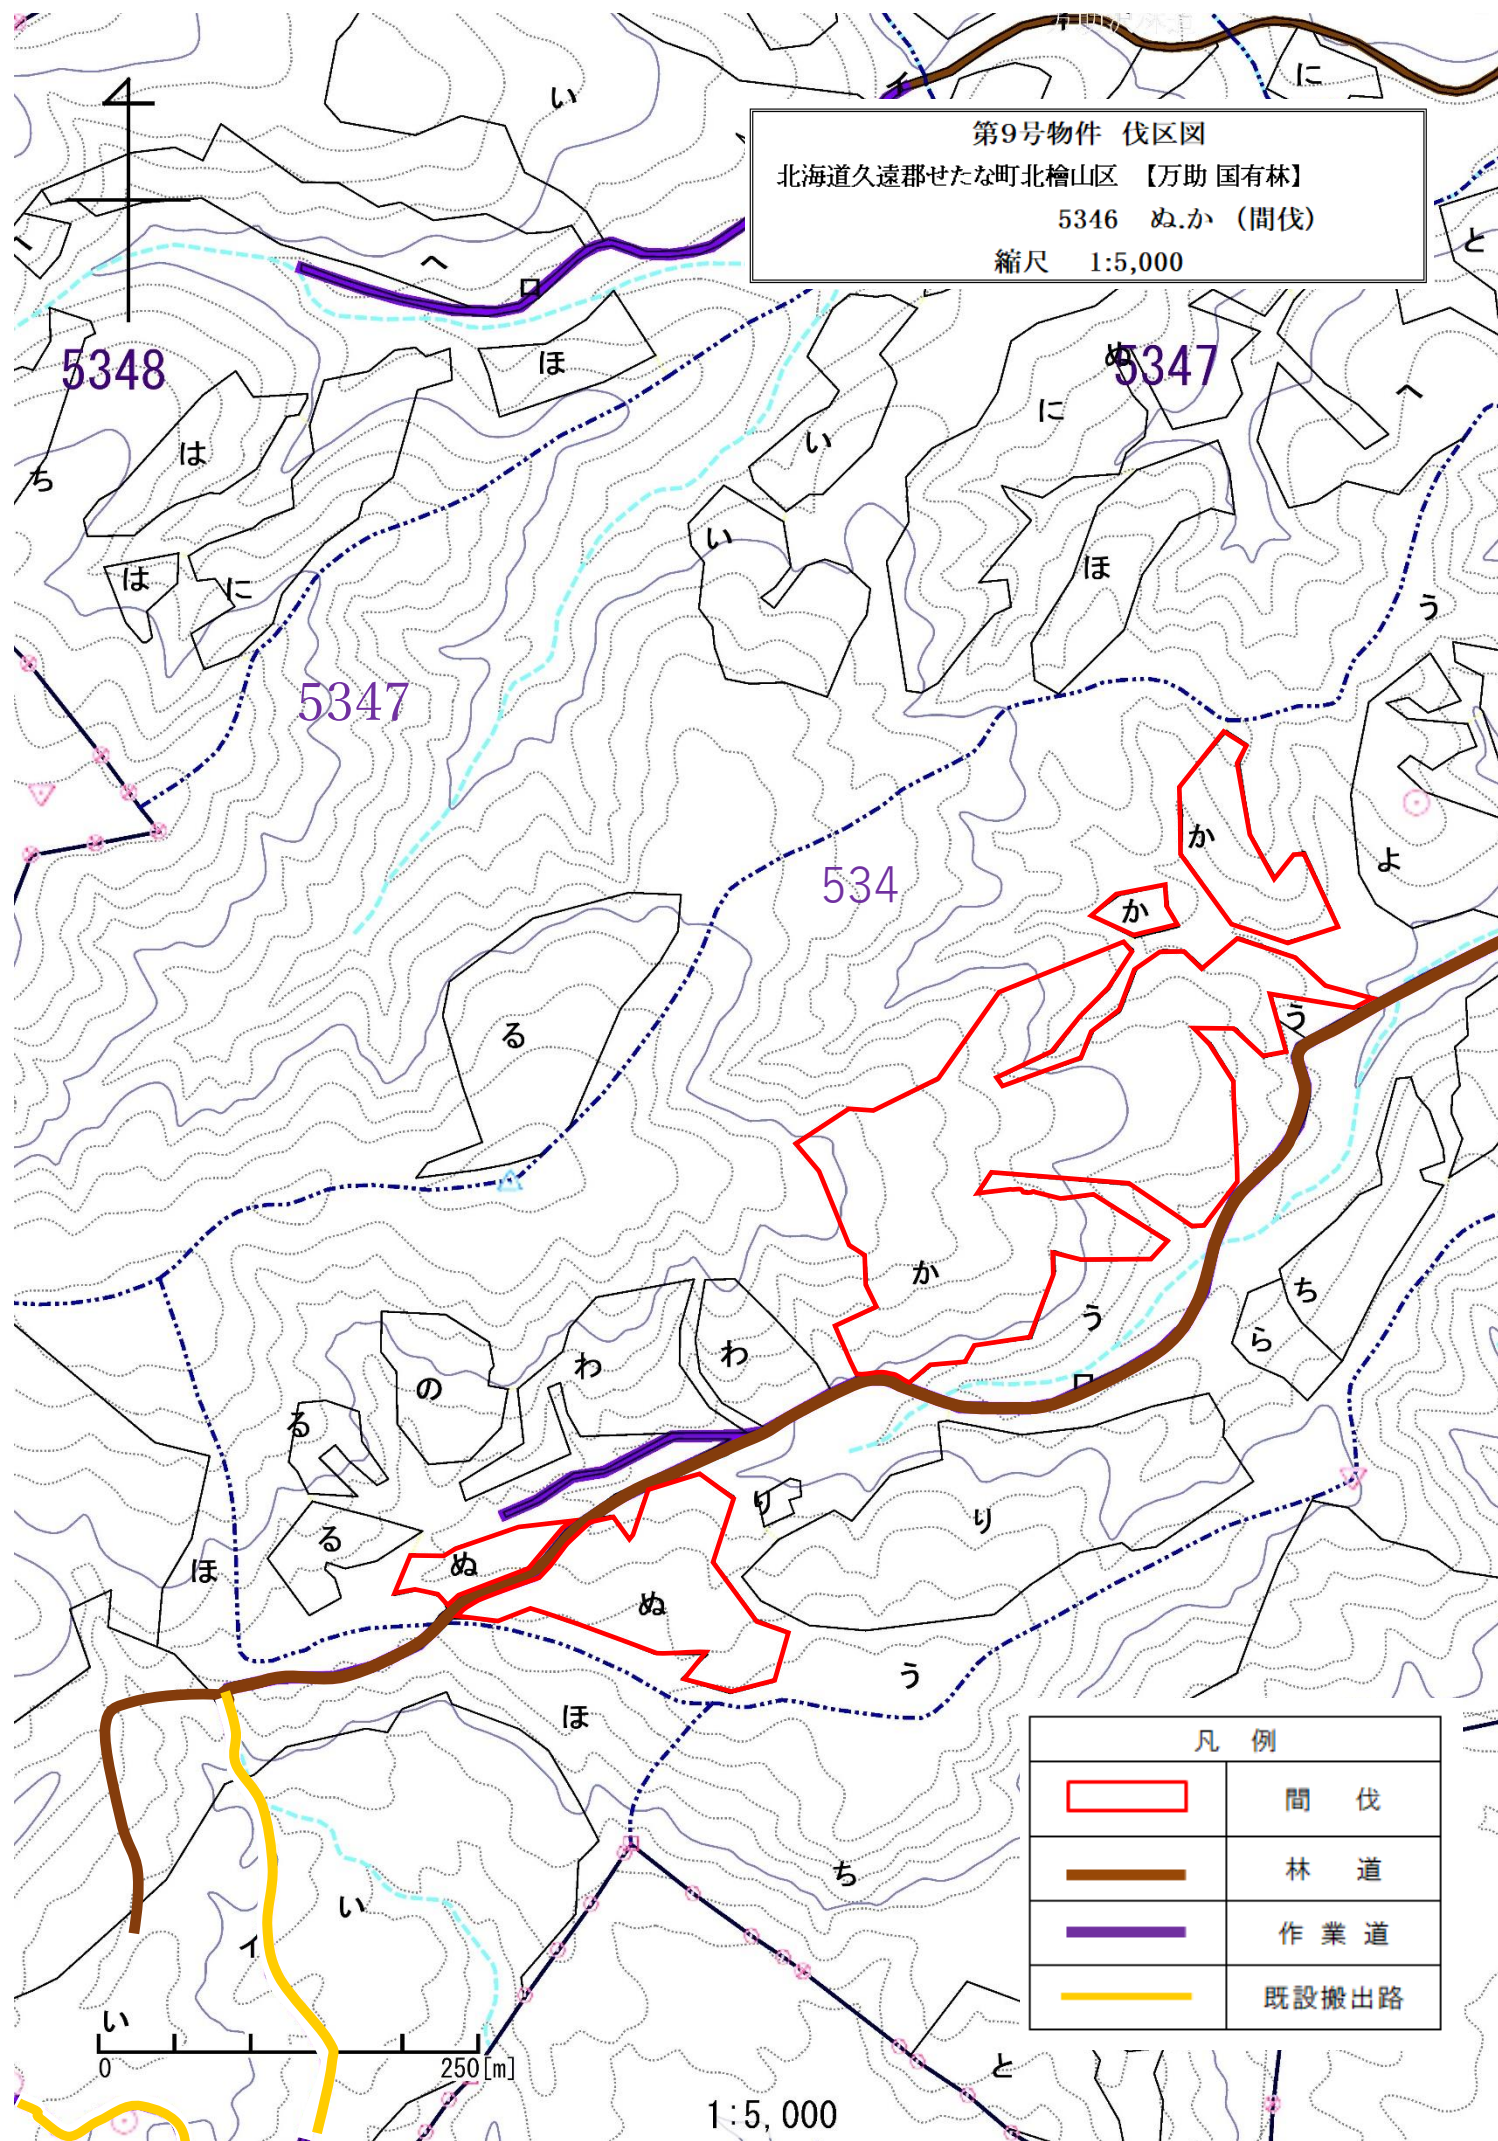 い
イ
に
第9号物件 伐区図
北海道久遠郡せたな町北檜山区 【万助 国有林】
5346 ぬ.か (間伐)
縮尺 1:5,000
と
へ
へ
ロ
5348
ほ
ぬ
5347
に
へ
は
い
ち
い
は
に
ほ
う
5347
か
よ
534
か
る
う
か
ち
う
ら
わ
わ
の
ロ
る
り
り
る
ぬ
ほ
ぬ
う
ほ
凡 例
間 伐
林 道
作 業 道
既設搬出路
ち
い
イ
い
0
250[m]
と
1:5,000